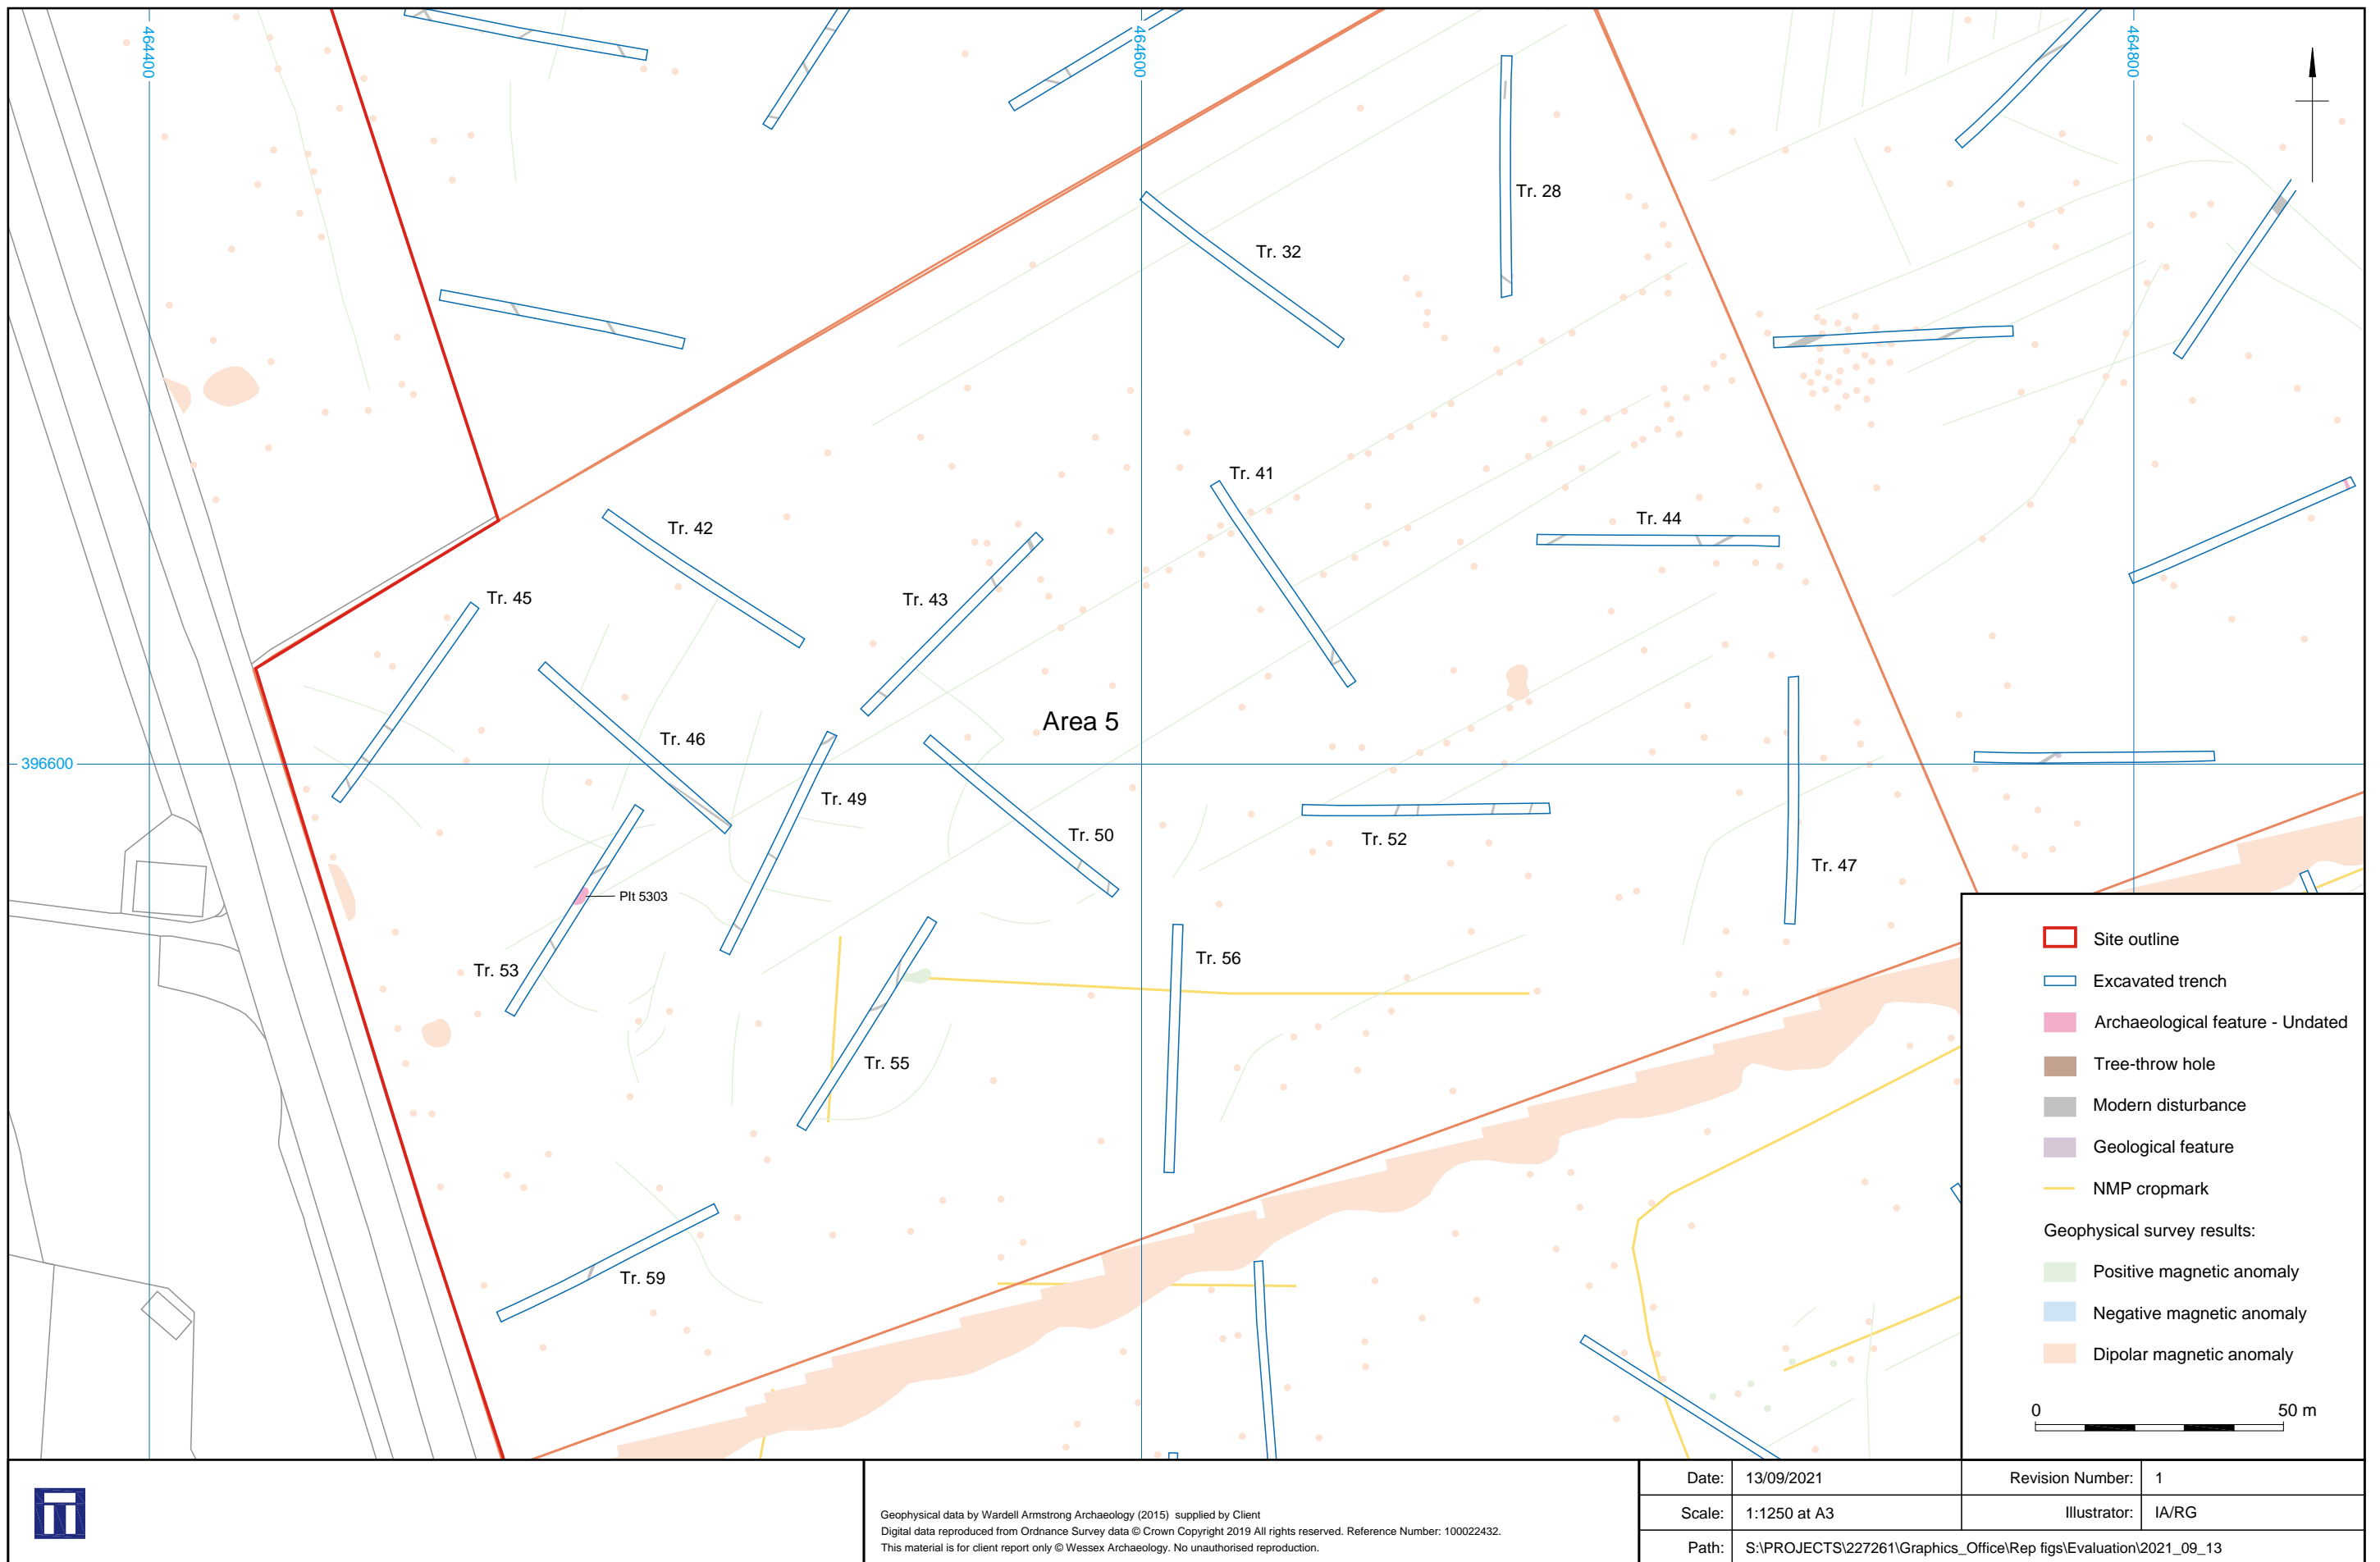 464400
464600
464800
Tr. 28
Tr. 32
Tr. 41
Tr. 42
Tr. 44
Tr. 43
Tr. 45
Area 5
Tr. 46
396600
Tr. 49
Tr. 50
Tr. 52
Tr. 47
PIt 5303
Tr. 53
Tr. 56
Tr. 55
Tr. 59
Site outline
Excavated trench
Archaeological feature - Undated
Tree-throw hole
Modern disturbance
Geological feature
NMP cropmark
Geophysical survey results:
Positive magnetic anomaly
Negative magnetic anomaly
Dipolar magnetic anomaly
0 50 m
Geophysical data by Wardell Armstrong Archaeology (2015) supplied by Client
Digital data reproduced from Ordnance Survey data © Crown Copyright 2019 All rights reserved. Reference Number: 100022432.
This material is for client report only © Wessex Archaeology. No unauthorised reproduction.
Date: 13/09/2021 Revision Number: 1
Scale: 1:1250 at A3 Illustrator: IA/RG
Path: S:\PROJECTS\227261\Graphics_Office\Rep figs\Evaluation\2021_09_13